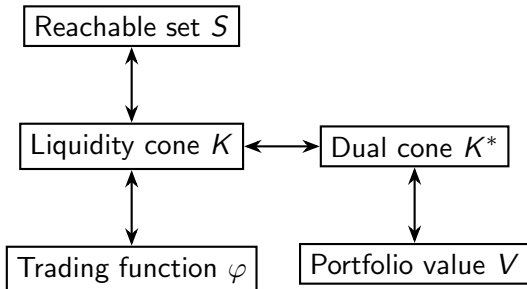 Reachable set S
Liquidity cone K
Dual cone K*
Trading function φ
Portfolio value V